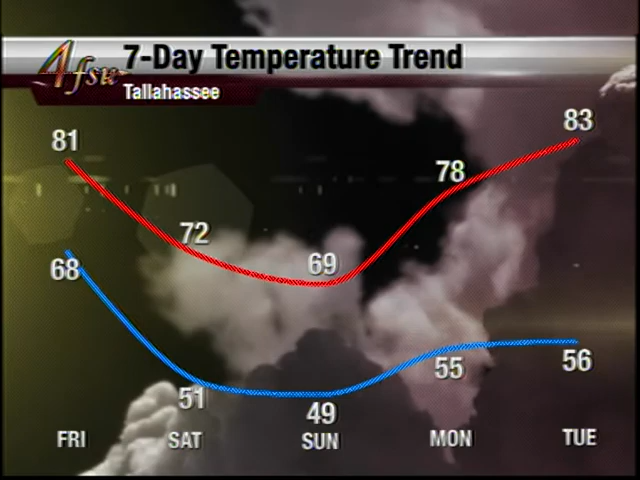 4fsu
7-Day Temperature Trend
Tallahassee
81 72 69 78 83
68 51 49 55 56
FRI SAT SUN MON TUE